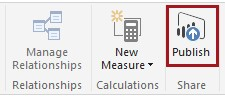 Manage
Relationships
New
Measure
Publish
Relationships
Calculations
Share